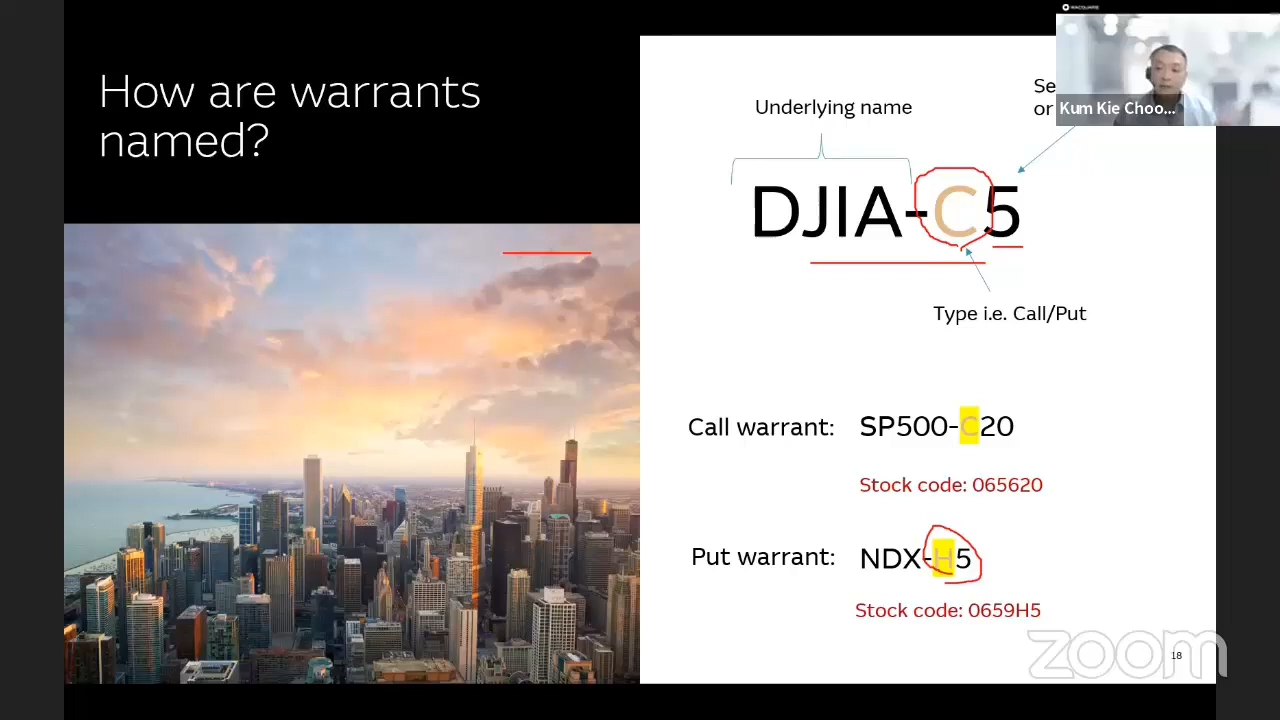 MACQUARIE
How are warrants
named?
Underlying name
Se
or
Kum Kie Choo...
DJIA-C5
Type i.e. Call/Put
Call warrant: SP500-C20
Stock code: 065620
Put warrant: NDX-H5
Stock code: 0659H5
zoom
18